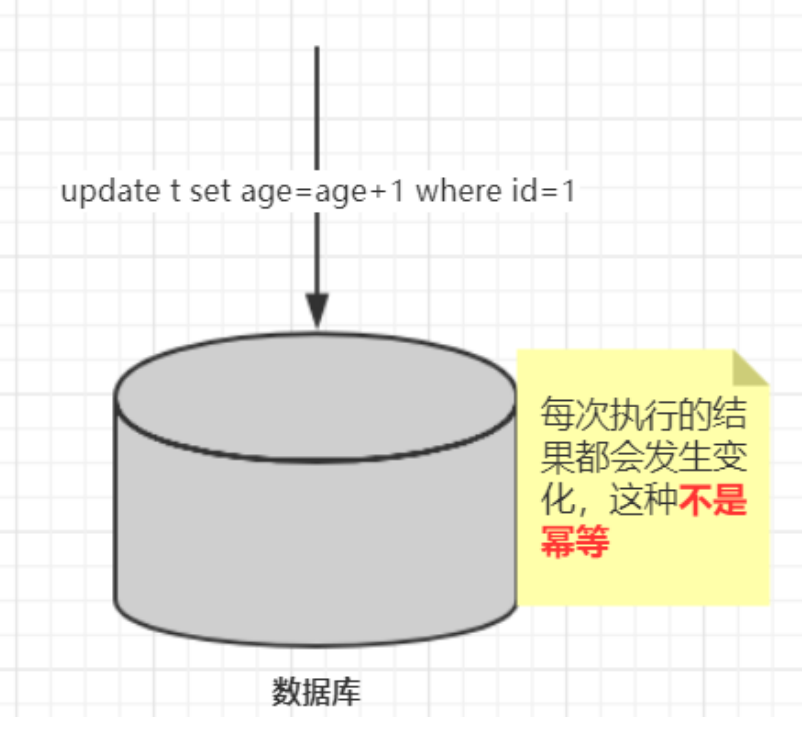 update t set age=age+1 where id=1
每次执行的结
果都会发生变
化，这种不是
幂等
数据库